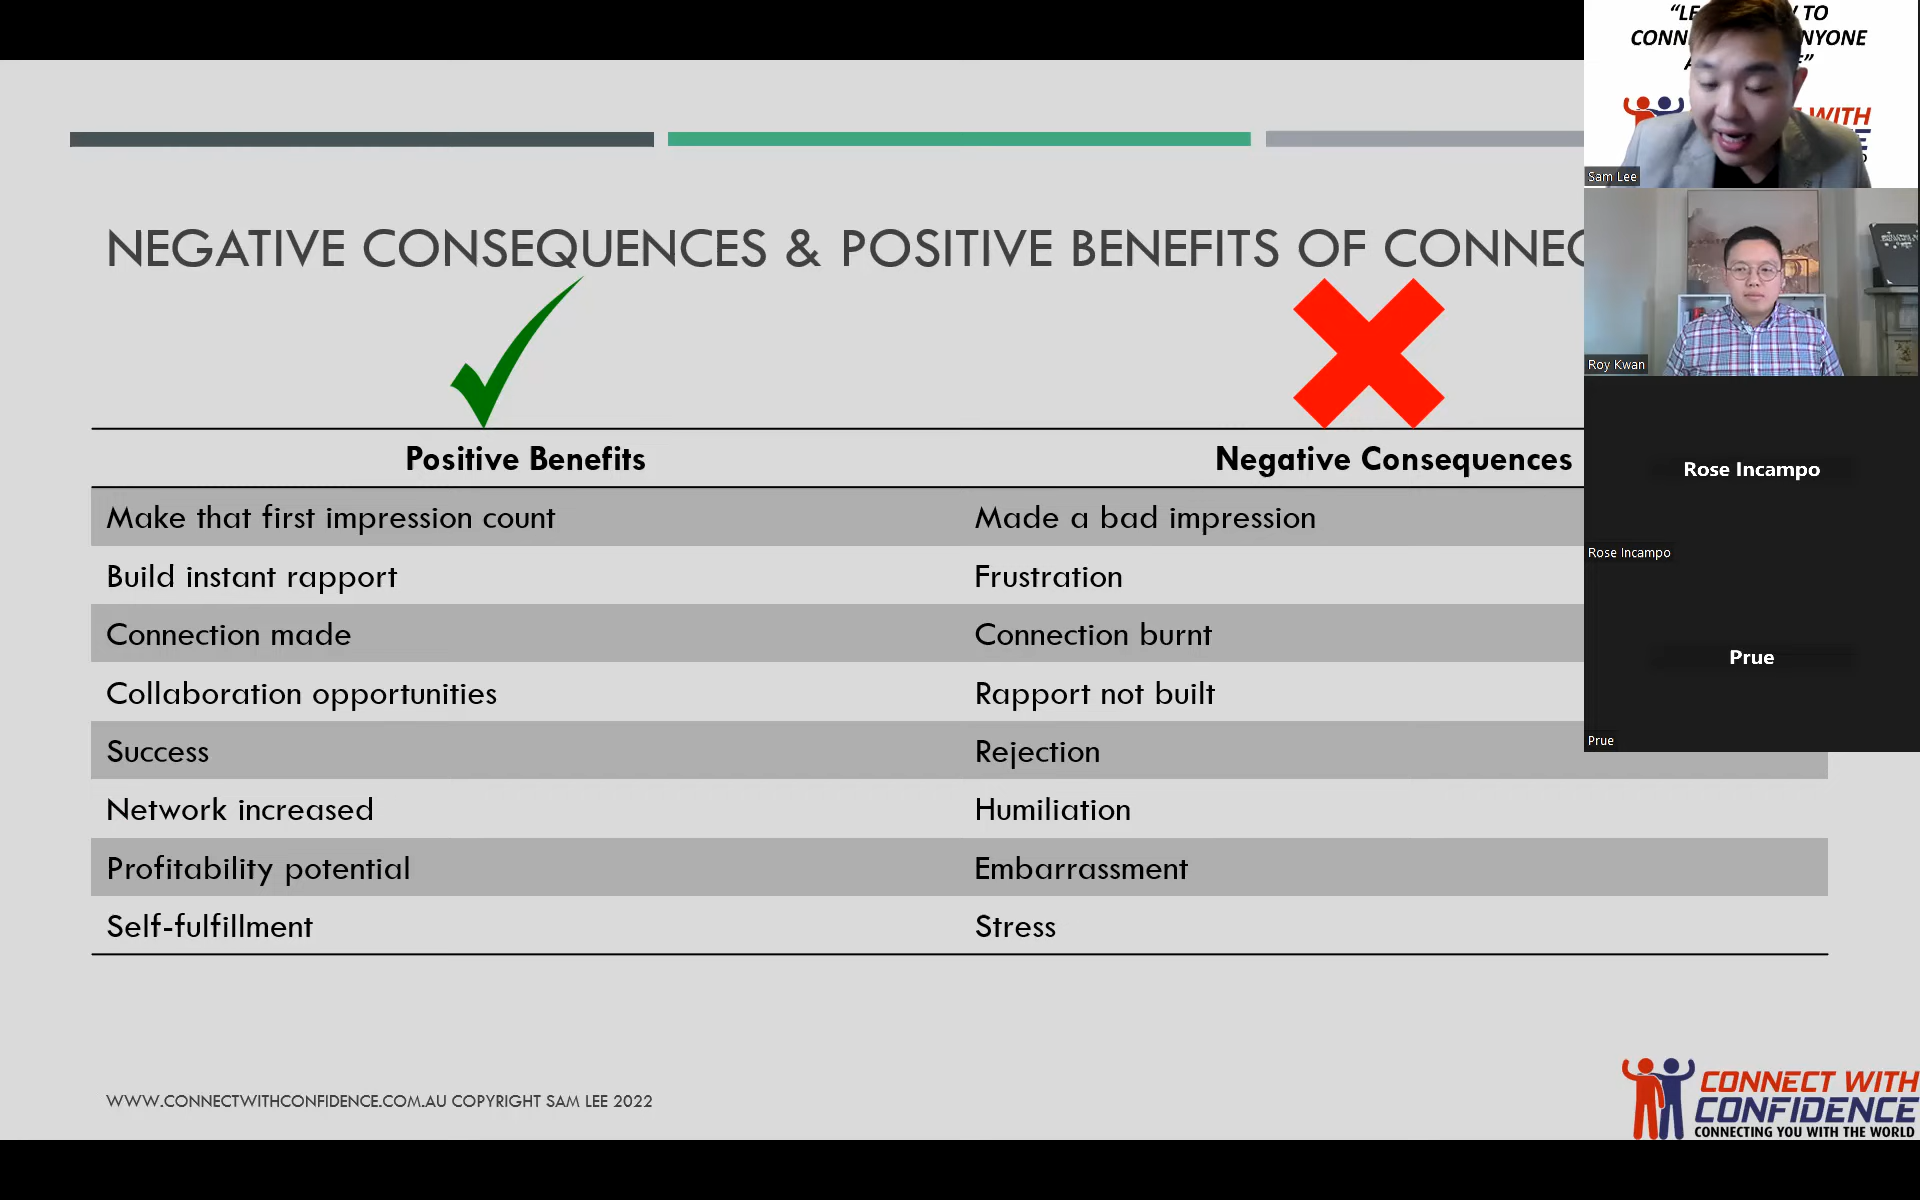 NEGATIVE CONSEQUENCES & POSITIVE BENEFITS OF
Positive Benefits
Negative Consequences
Make that first impression count
Made a bad impression
Build instant rapport
Frustration
Connection made
Connection burnt
Collaboration opportunities
Rapport not built
Success
Rejection
Network increased
Humiliation
Profitability potential
Embarrassment
Self-fulfillment
Stress
WWW.CONNECTWITHCONFIDENCE.COM.AU COPYRIGHT SAM LEE 2022
CONNECT WITH
CONFIDENCE
CONNECTING YOU WITH THE WORLD
TO
WITH
Sam Lee
Roy Kwan
Rose Incampo
Rose Incampo
Prue
Prue